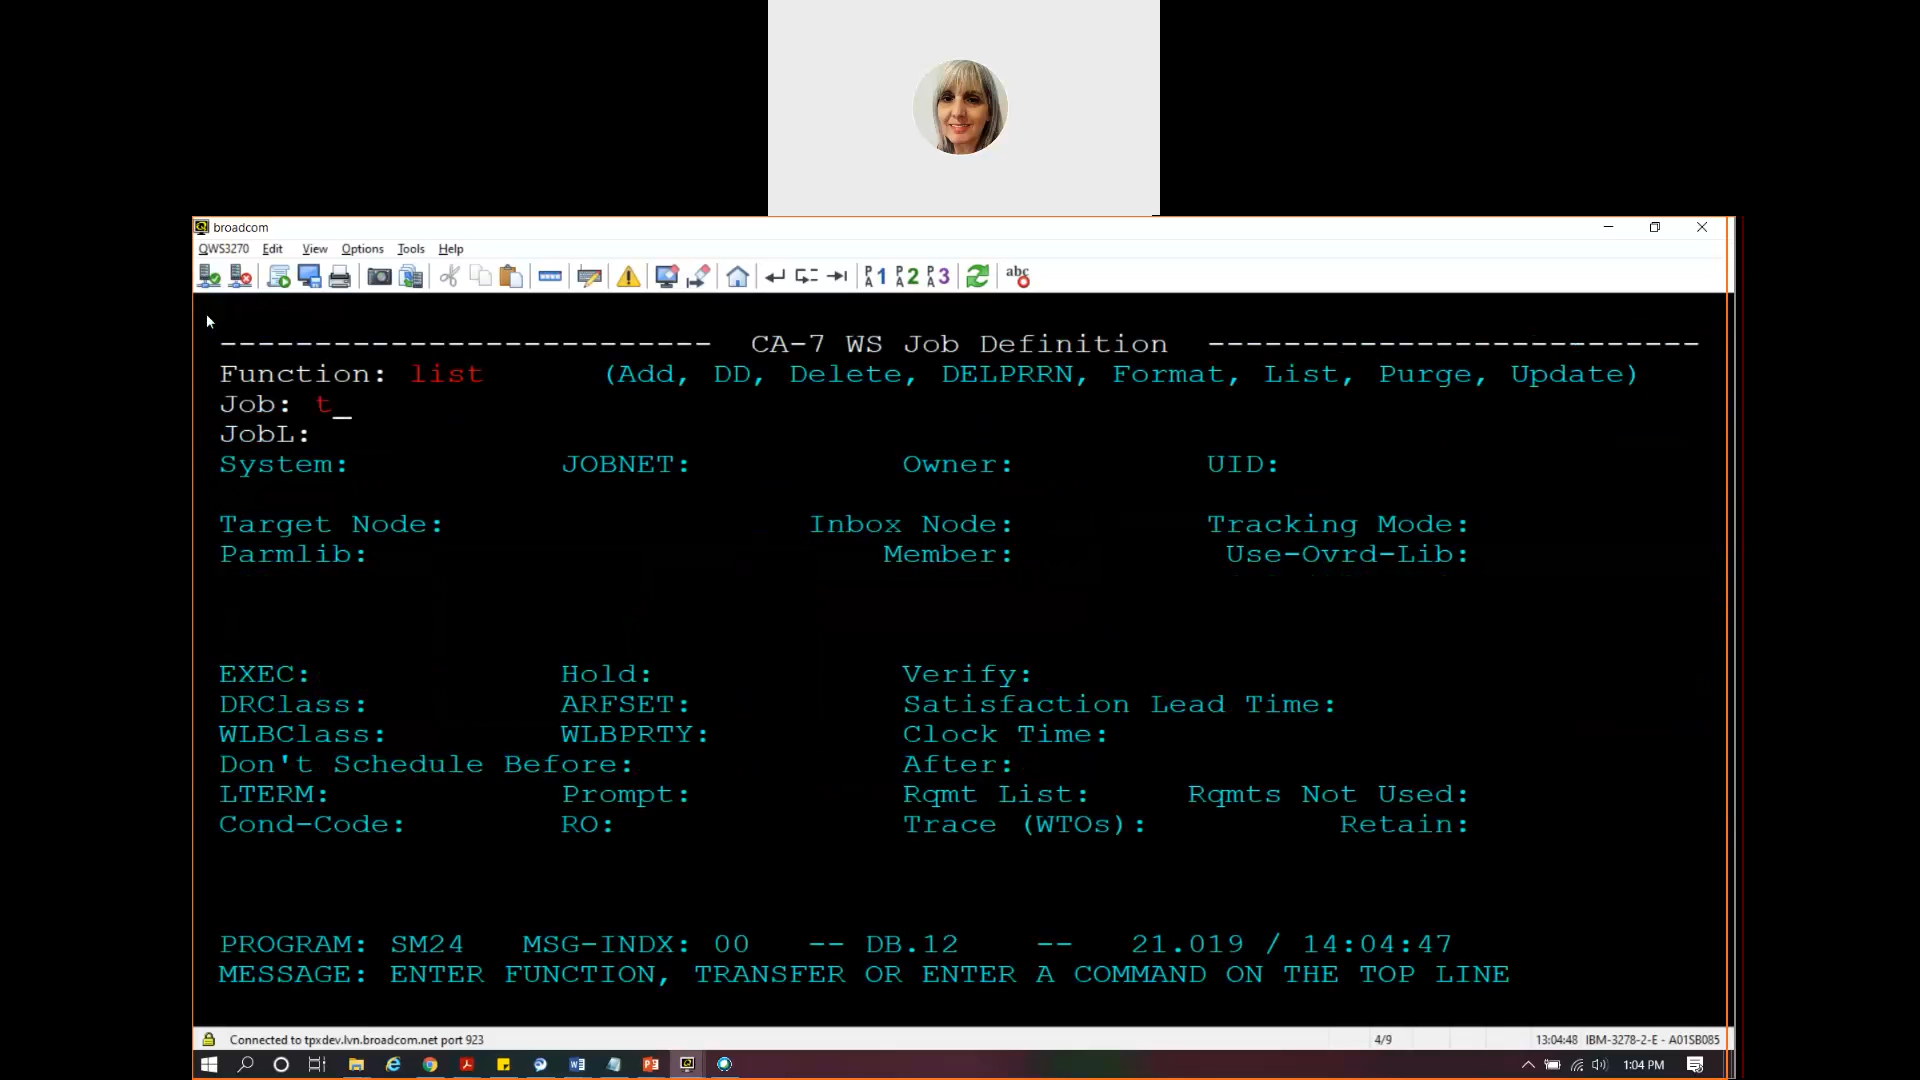 broadcom
QWS3270 Edit View Options Tools Help
PA1 PA2 PA3 abc
-------------------------- CA-7 WS Job Definition --------------------------
Function: list (Add, DD, Delete, DELPRRN, Format, List, Purge, Update)
Job: t_
JobL:
System: JOBNET: Owner: UID:
Target Node: Inbox Node: Tracking Mode:
Parmlib: Member: Use-Ovrd-Lib:
EXEC: Hold: Verify:
DRClass: ARFSET: Satisfaction Lead Time:
WLBClass: WLBPRTY: Clock Time:
Don't Schedule Before: After:
LTERM: Prompt: Rqmt List: Rqmts Not Used:
Cond-Code: RO: Trace (WTOs): Retain:
PROGRAM: SM24 MSG-INDX: 00 -- DB.12 -- 21.019 / 14:04:47
MESSAGE: ENTER FUNCTION, TRANSFER OR ENTER A COMMAND ON THE TOP LINE
Connected to tpxdev.lvn.broadcom.net port 923 4/9 13:04:48 IBM-3278-2-E - A01SB085
1:04 PM